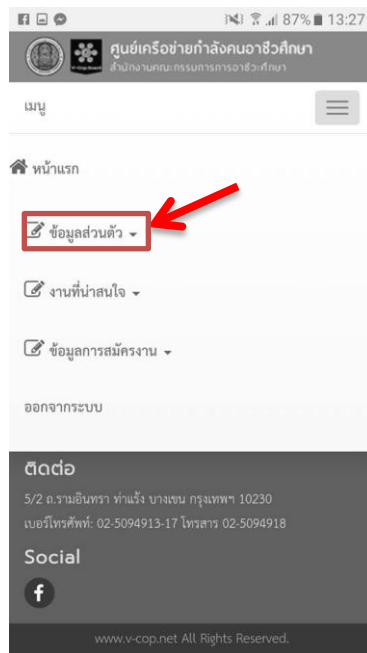 87% 13:27
ศูนย์เครือข่ายกำลังคนอาชีวศึกษา
สำนักงานคณะกรรมการการอาชีวะศึกษา
เมนู
หน้าแรก
ข้อมูลส่วนตัว
งานที่น่าสนใจ
ข้อมูลการสมัครงาน
ออกจากระบบ
ติดต่อ
5/2 ถ.รามอินทรา ท่าแร้ง บางเขน กรุงเทพฯ 10230
เบอร์โทรศัพท์: 02-5094913-17 โทรสาร 02-5094918
Social
www.v-cop.net All Rights Reserved.